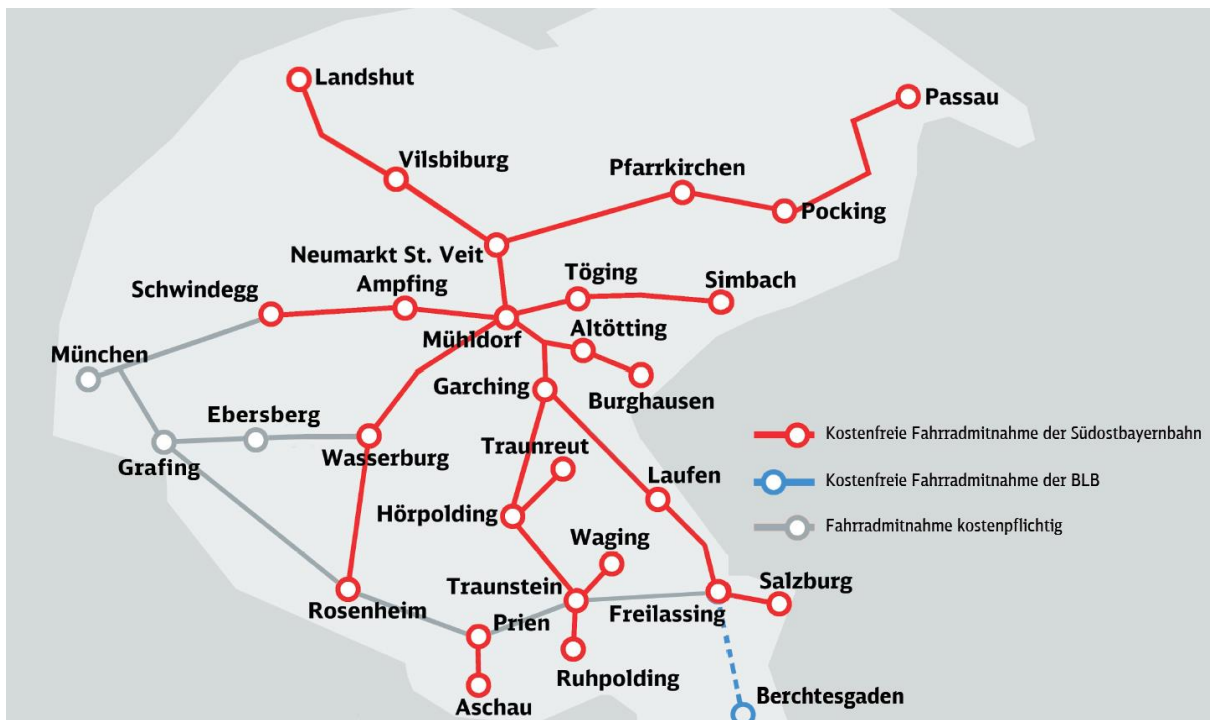 Landshut
Passau
Vilsbiburg
Pfarrkirchen
Pocking
Neumarkt St. Veit
Töging
Simbach
Schwindegg
Ampfing
Altötting
Mühldorf
München
Garching
Burghausen
Ebersberg
Grafing
Wasserburg
Traunreut
Laufen
Hörpolding
Waging
Traunstein
Freilassing
Salzburg
Rosenheim
Prien
Ruhpolding
Aschau
Berchtesgaden
Kostenfreie Fahrradmitnahme der Südostbayernbahn
Kostenfreie Fahrradmitnahme der BLB
Fahrradmitnahme kostenpflichtig